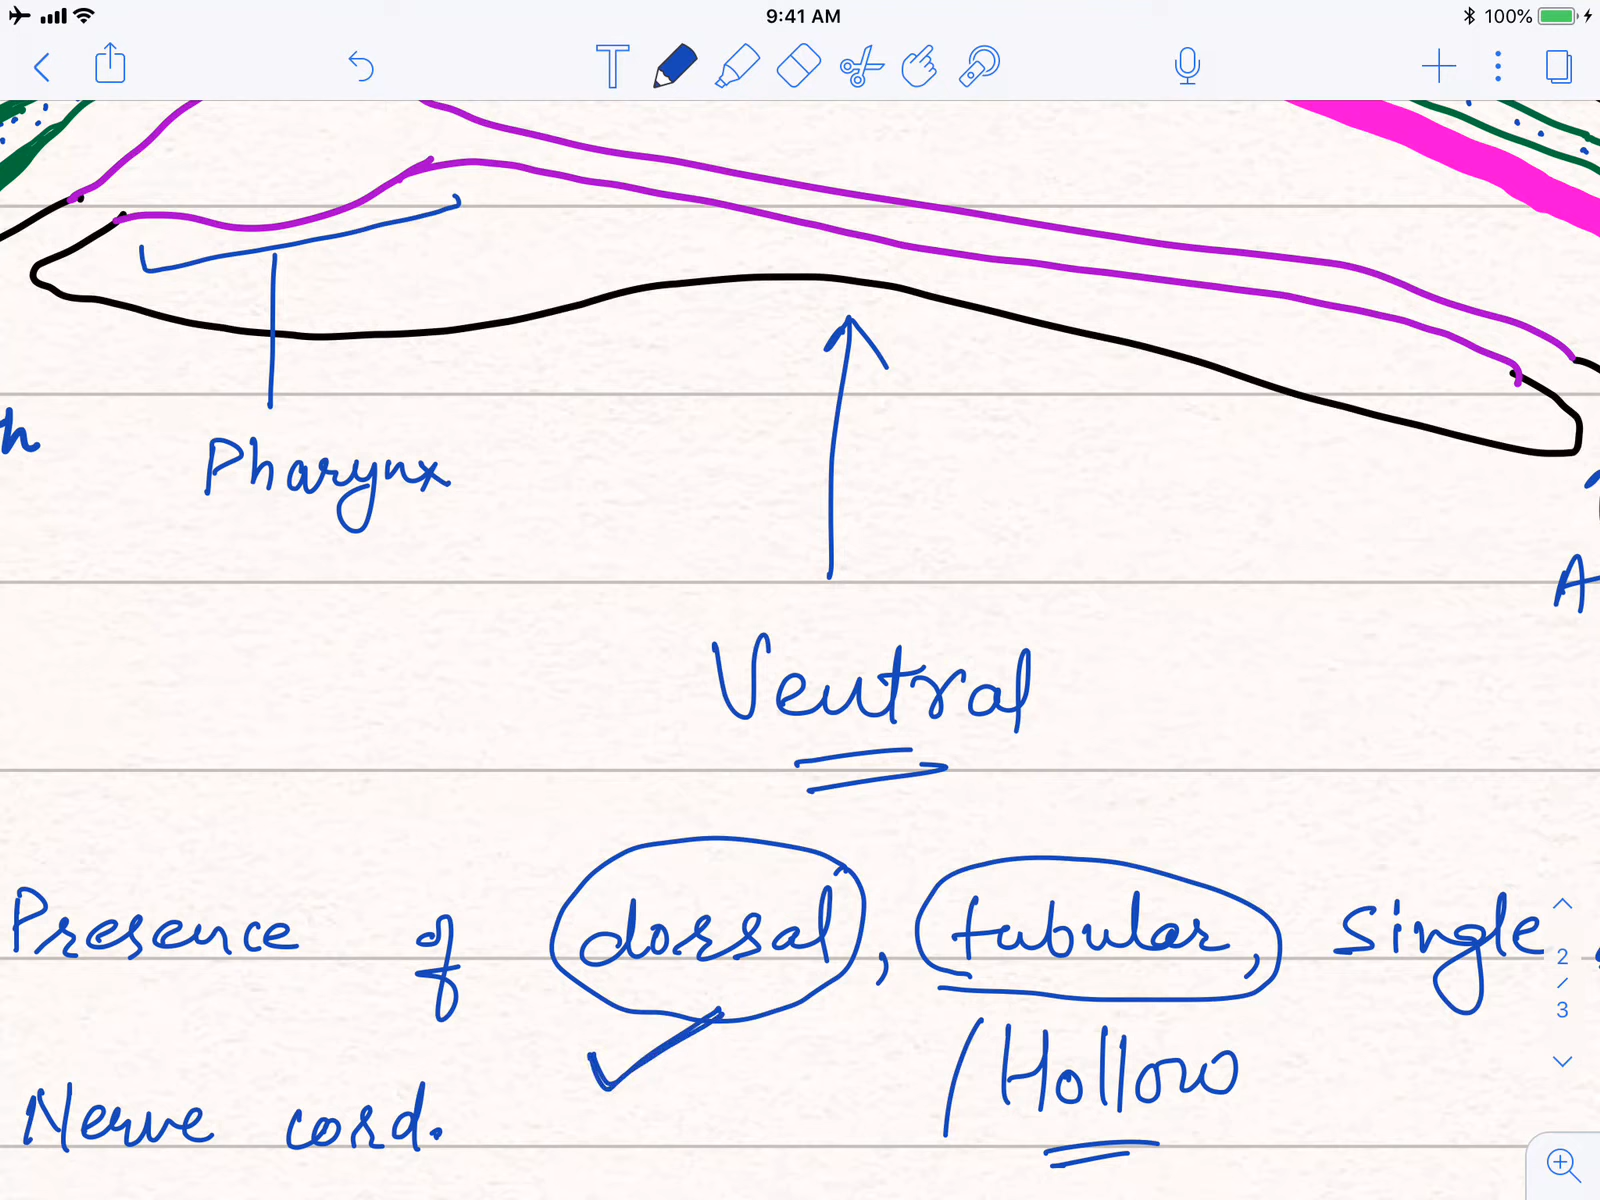 9:41 AM
100%
T
h
Pharynx
A
Ventral
Presence of dorsal, tubular, single
/Hollow
Nerve cord.
2
/
3